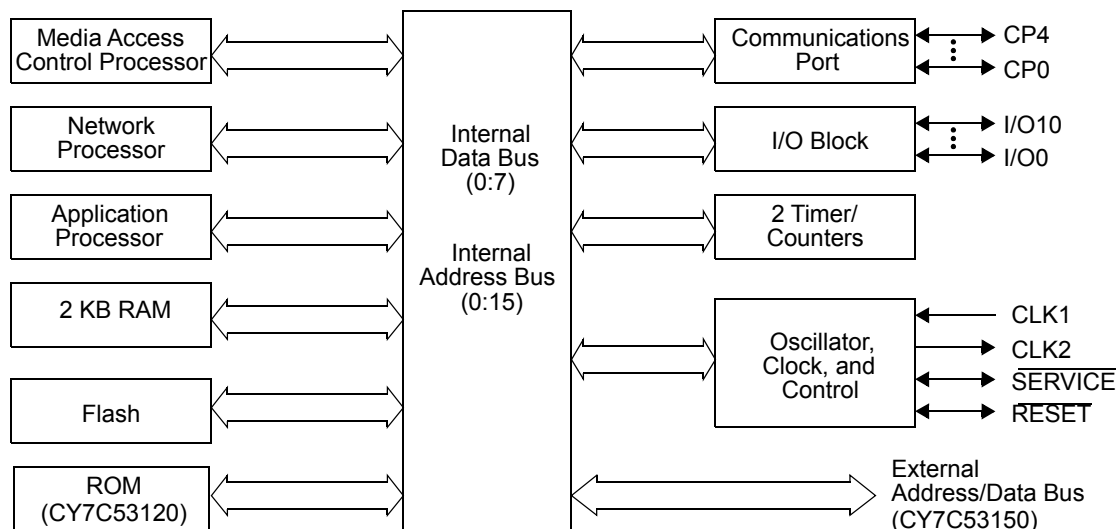 Media Access
Control Processor
Network
Processor
Application
Processor
2 KB RAM
Flash
ROM
(CY7C53120)
Internal
Data Bus
(0:7)
Internal
Address Bus
(0:15)
Communications
Port
CP4
CP0
I/O Block
I/O10
I/O0
2 Timer/
Counters
Oscillator,
Clock, and
Control
CLK1
CLK2
SERVICE
RESET
External
Address/Data Bus
(CY7C53150)